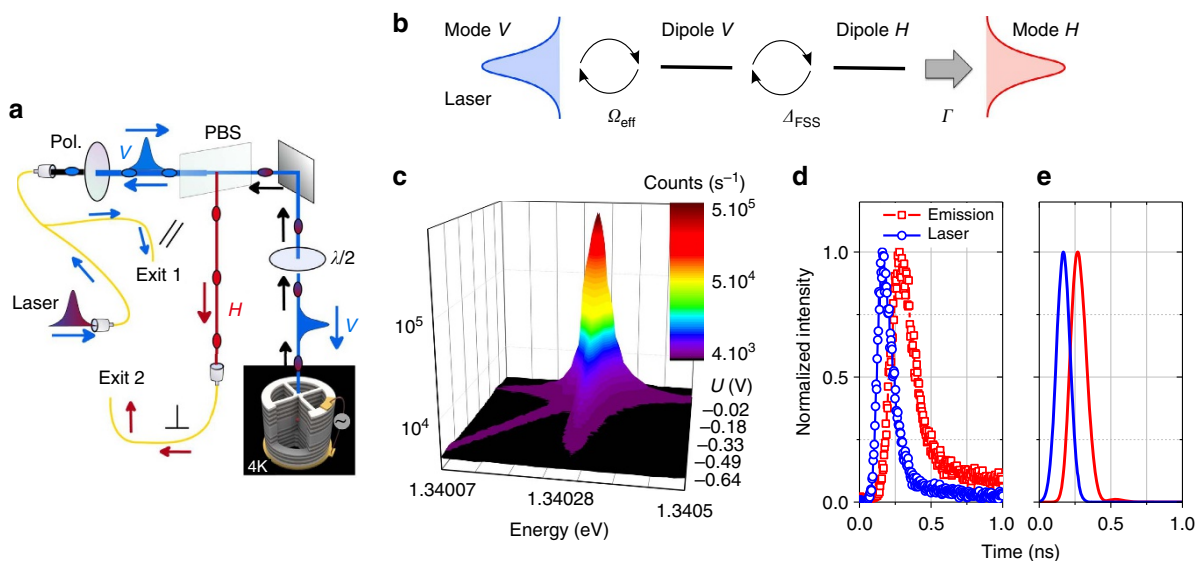 a
Pol.
V
PBS
λ/2
Exit 1
Laser
H
V
Exit 2
4K
b
Mode V
Dipole V
Dipole H
Mode H
Laser
Ωeff
ΔFSS
Γ
c
Counts (s⁻¹)
5.10⁵
5.10⁴
4.10³
10⁵
10⁴
U (V)
−0.02
−0.18
−0.33
−0.49
−0.64
1.34007
1.34028
1.3405
Energy (eV)
d
Emission
Laser
Normalized intensity
1.0
0.5
0.0
0.0
0.5
1.0
e
0.0
0.5
1.0
Time (ns)